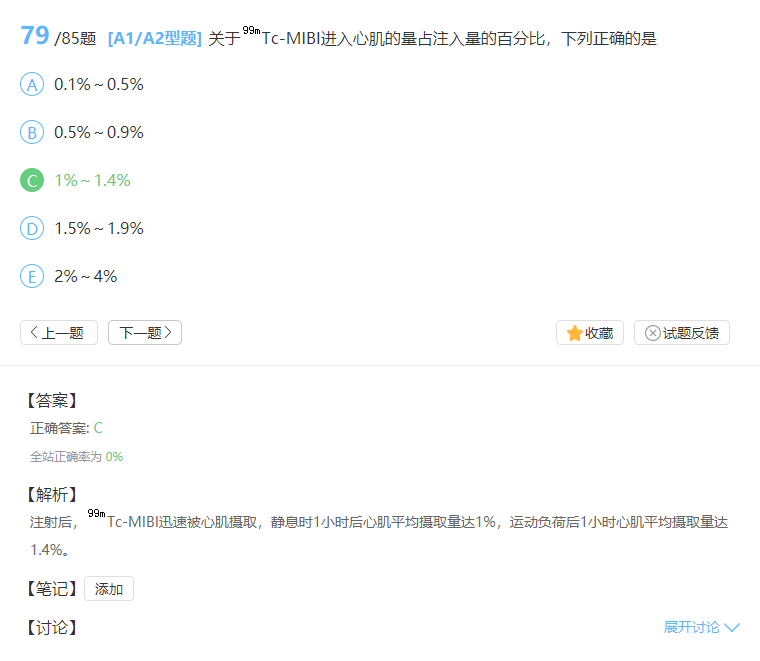 79 /85题 [A1/A2型题] 关于99mTc-MIBI进入心肌的量占注入量的百分比，下列正确的是
A 0.1%～0.5%
B 0.5%～0.9%
C 1%～1.4%
D 1.5%～1.9%
E 2%～4%
上一题 下一题 收藏 试题反馈
【答案】
正确答案: C
全站正确率为 0%
【解析】
注射后，99mTc-MIBI迅速被心肌摄取，静息时1小时后心肌平均摄取量达1%，运动负荷后1小时心肌平均摄取量达
1.4%。
【笔记】 添加
【讨论】 展开讨论